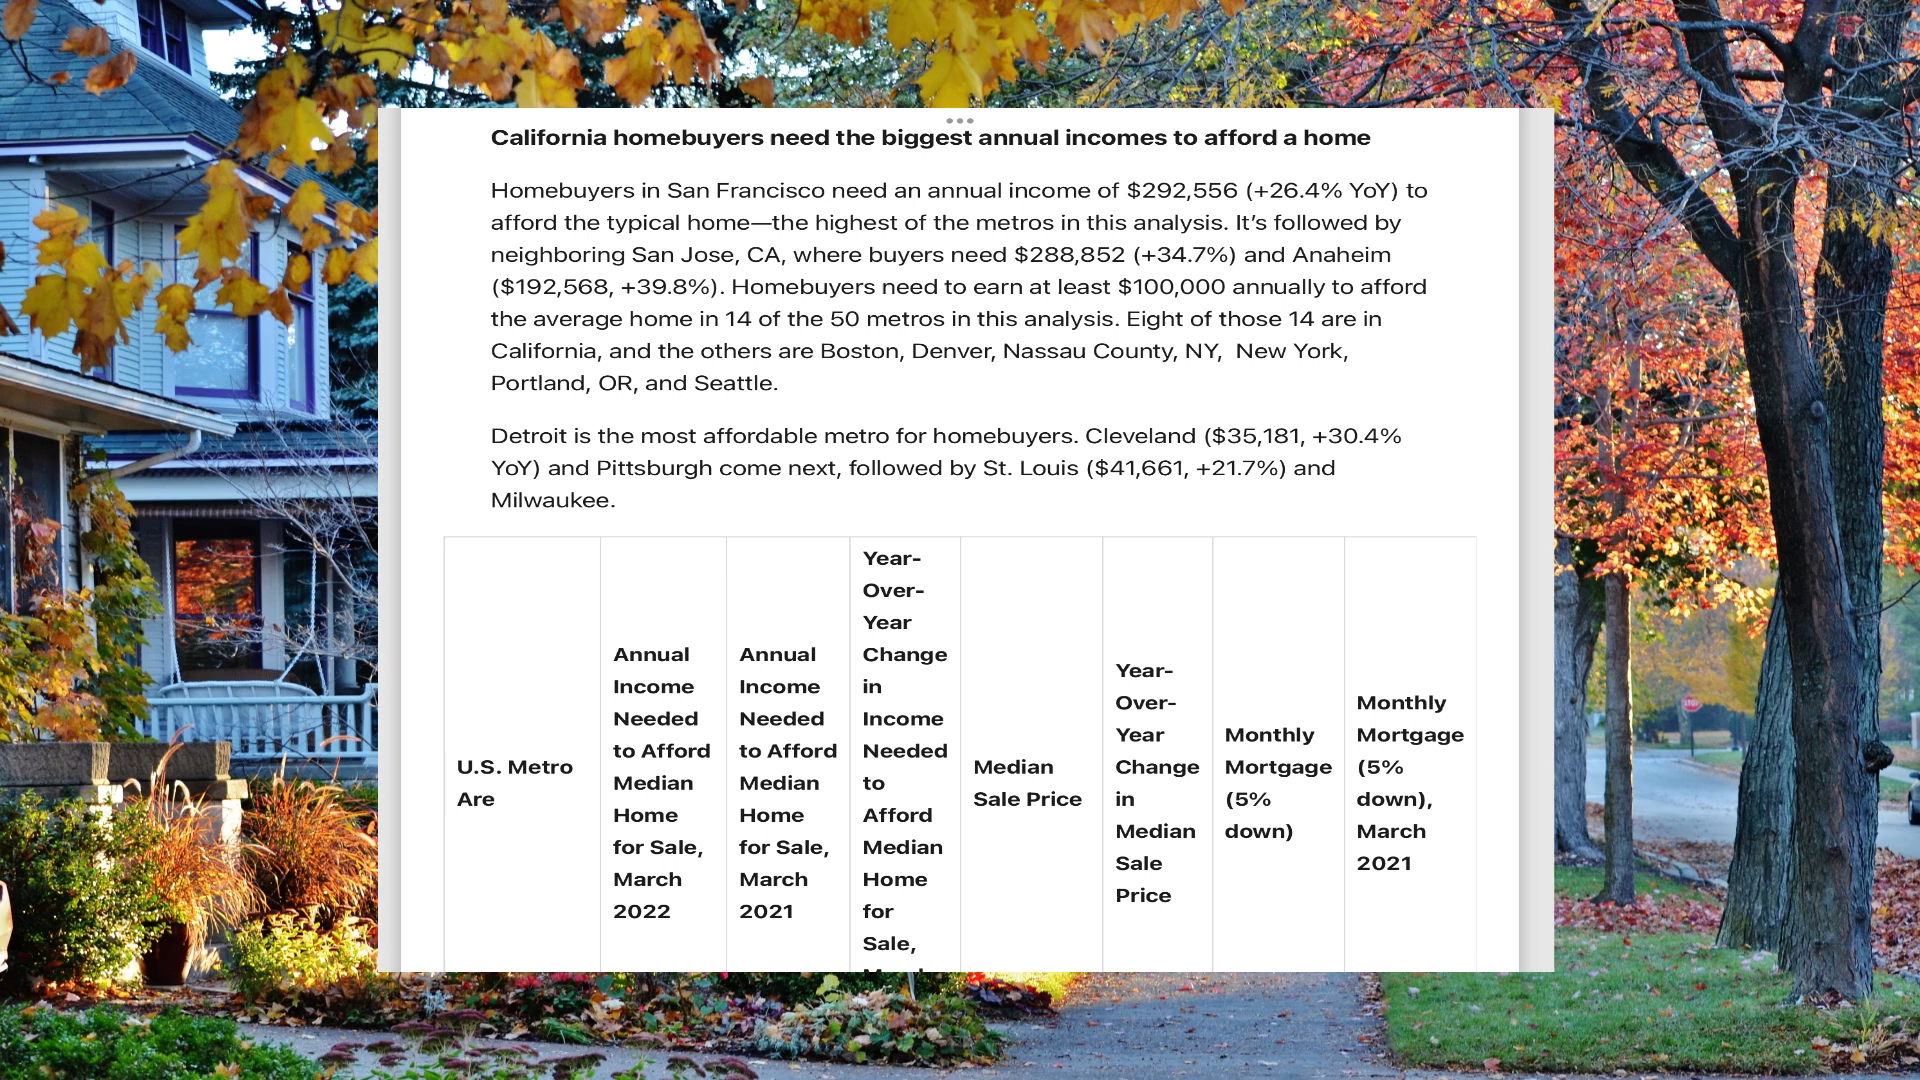 California homebuyers need the biggest annual incomes to afford a home
Homebuyers in San Francisco need an annual income of $292,556 (+26.4% YoY) to
afford the typical home—the highest of the metros in this analysis. It’s followed by
neighboring San Jose, CA, where buyers need $288,852 (+34.7%) and Anaheim
($192,568, +39.8%). Homebuyers need to earn at least $100,000 annually to afford
the average home in 14 of the 50 metros in this analysis. Eight of those 14 are in
California, and the others are Boston, Denver, Nassau County, NY,  New York,
Portland, OR, and Seattle.
Detroit is the most affordable metro for homebuyers. Cleveland ($35,181, +30.4%
YoY) and Pittsburgh come next, followed by St. Louis ($41,661, +21.7%) and
Milwaukee.
U.S. Metro
Are
Annual
Income
Needed
to Afford
Median
Home
for Sale,
March
2022
Annual
Income
Needed
to Afford
Median
Home
for Sale,
March
2021
Year-
Over-
Year
Change
in
Income
Needed
to
Afford
Median
Home
for
Sale,
Median
Sale Price
Year-
Over-
Year
Change
in
Median
Sale
Price
Monthly
Mortgage
(5%
down)
Monthly
Mortgage
(5%
down),
March
2021
STOP